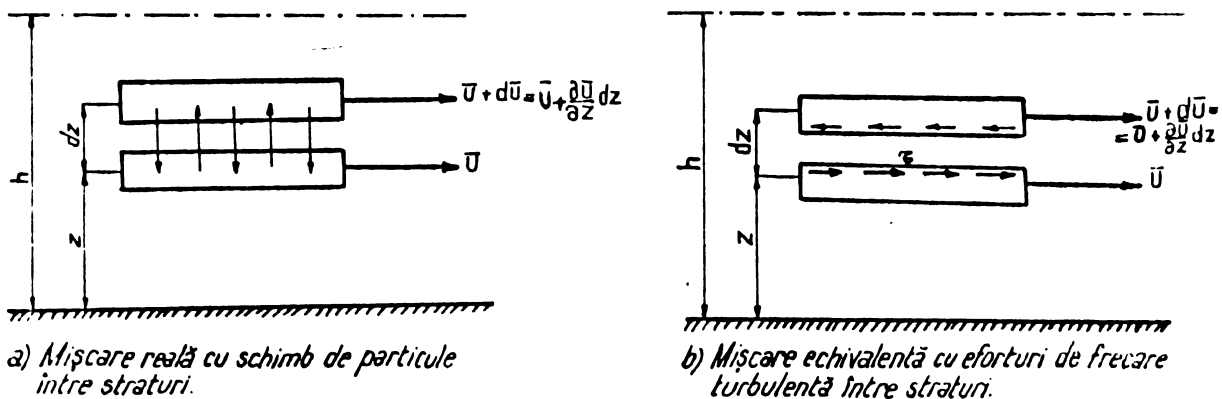 h
dz
z
Ū + dū = Ū + ∂Ū/∂z dz
Ū
a) Mișcare reală cu schimb de particule
între straturi.
h
dz
z
Ū + dŪ =
= Ū + ∂Ū/∂z dz
τ
Ū
b) Mișcare echivalentă cu eforturi de frecare
turbulentă între straturi.